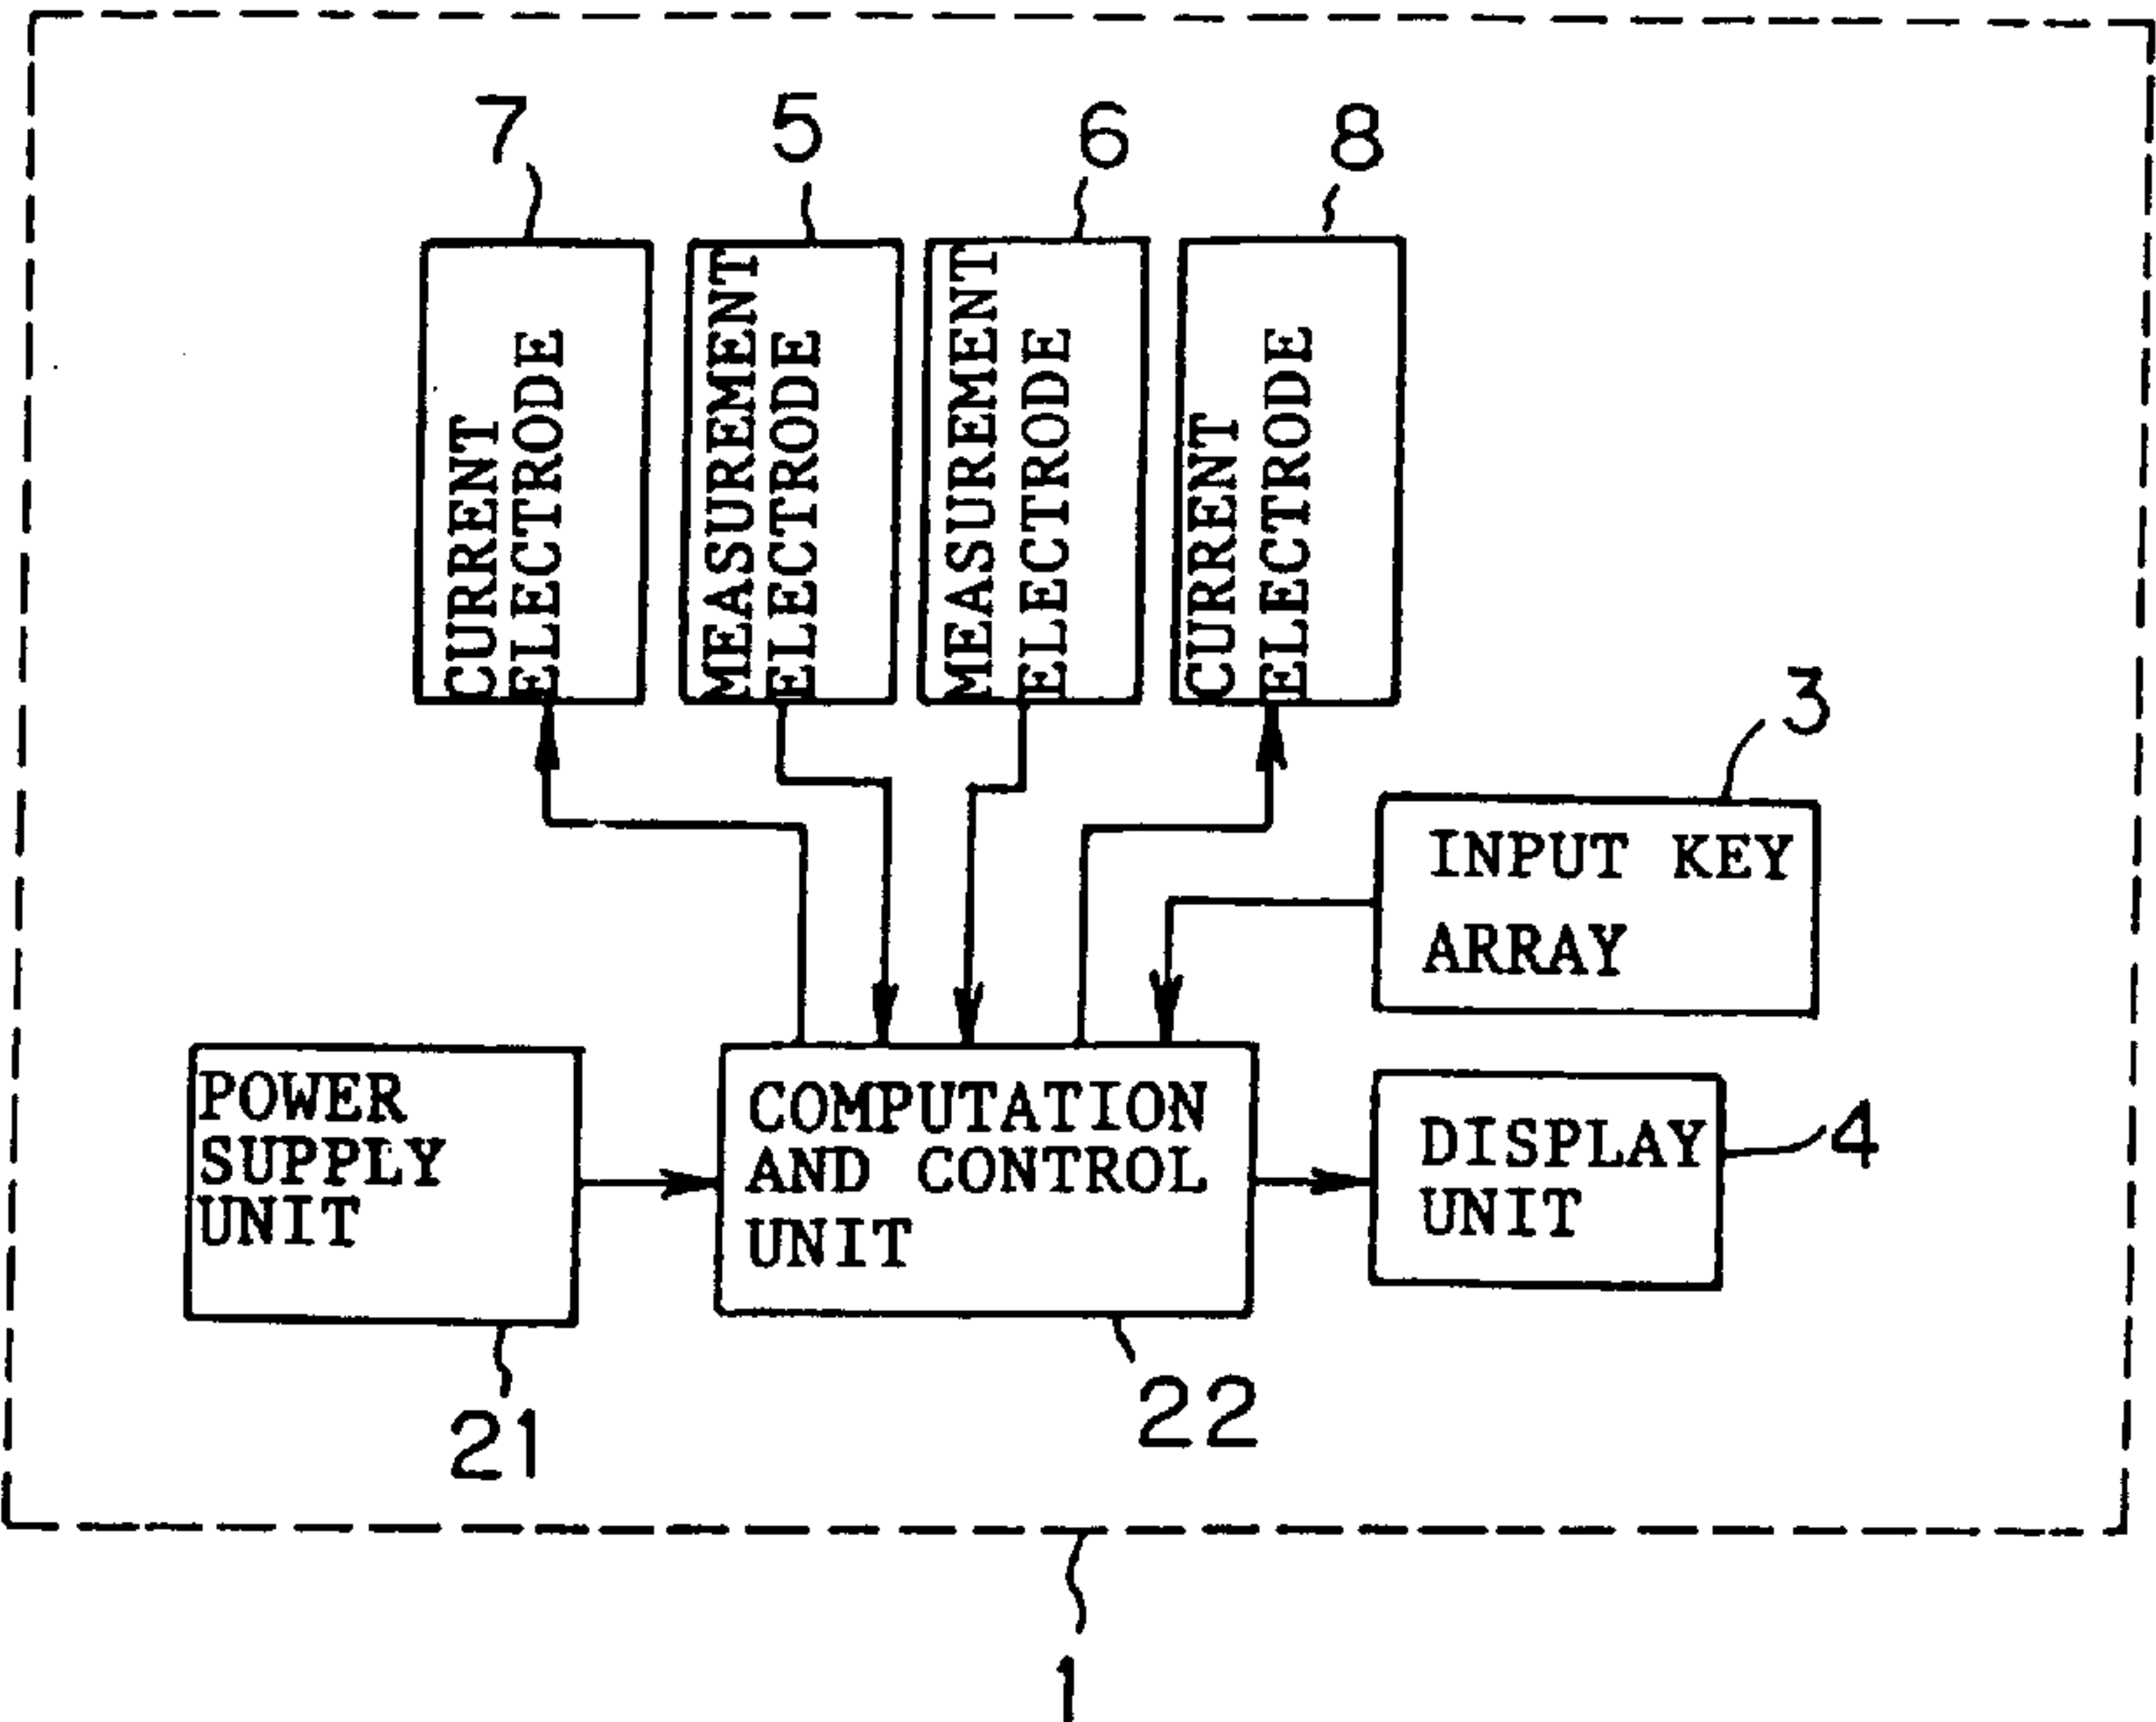 7
5
6
8
CURRENT
ELECTRODE
MEASUREMENT
ELECTRODE
MEASUREMENT
ELECTRODE
CURRENT
ELECTRODE
3
INPUT KEY
ARRAY
POWER
SUPPLY
UNIT
COMPUTATION
AND CONTROL
UNIT
DISPLAY
UNIT
4
21
22
1